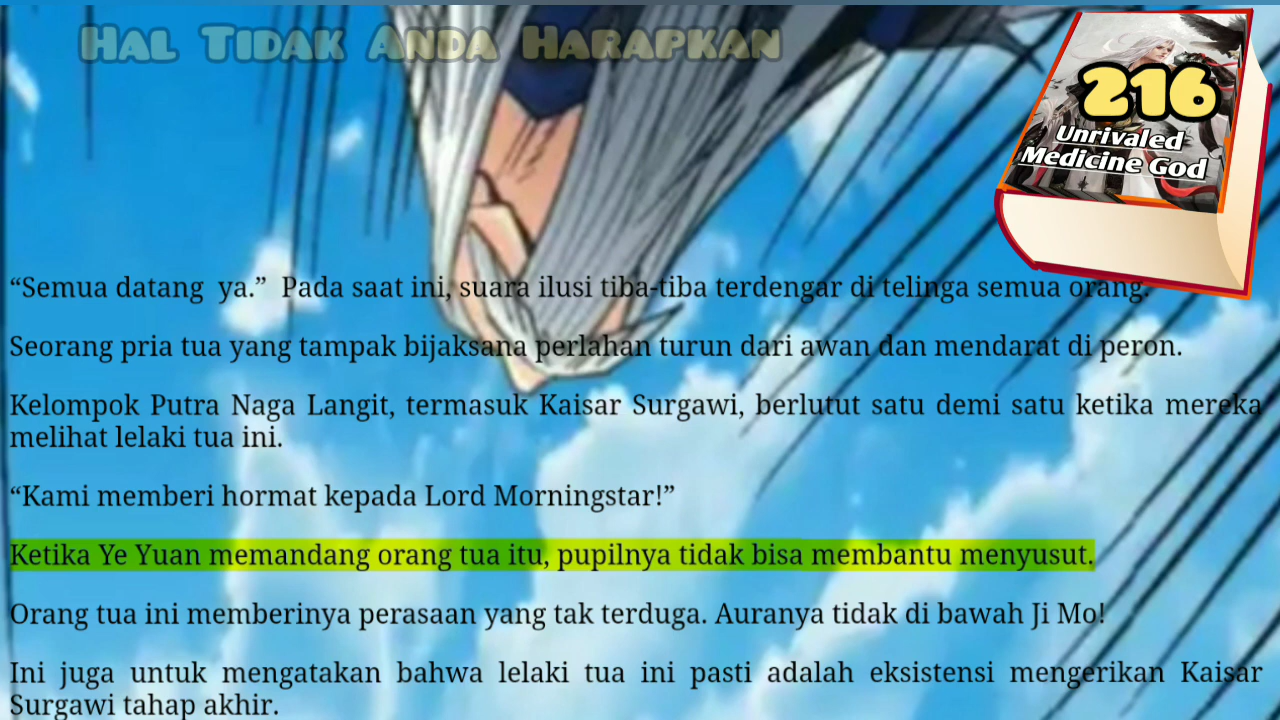 Hal Tidak Anda Harapkan
216
Unrivaled
Medicine God
“Semua datang  ya.”  Pada saat ini, suara ilusi tiba-tiba terdengar di telinga semua orang.
Seorang pria tua yang tampak bijaksana perlahan turun dari awan dan mendarat di peron.
Kelompok Putra Naga Langit, termasuk Kaisar Surgawi, berlutut satu demi satu ketika mereka
melihat lelaki tua ini.
“Kami memberi hormat kepada Lord Morningstar!”
Ketika Ye Yuan memandang orang tua itu, pupilnya tidak bisa membantu menyusut.
Orang tua ini memberinya perasaan yang tak terduga. Auranya tidak di bawah Ji Mo!
Ini juga untuk mengatakan bahwa lelaki tua ini pasti adalah eksistensi mengerikan Kaisar
Surgawi tahap akhir.